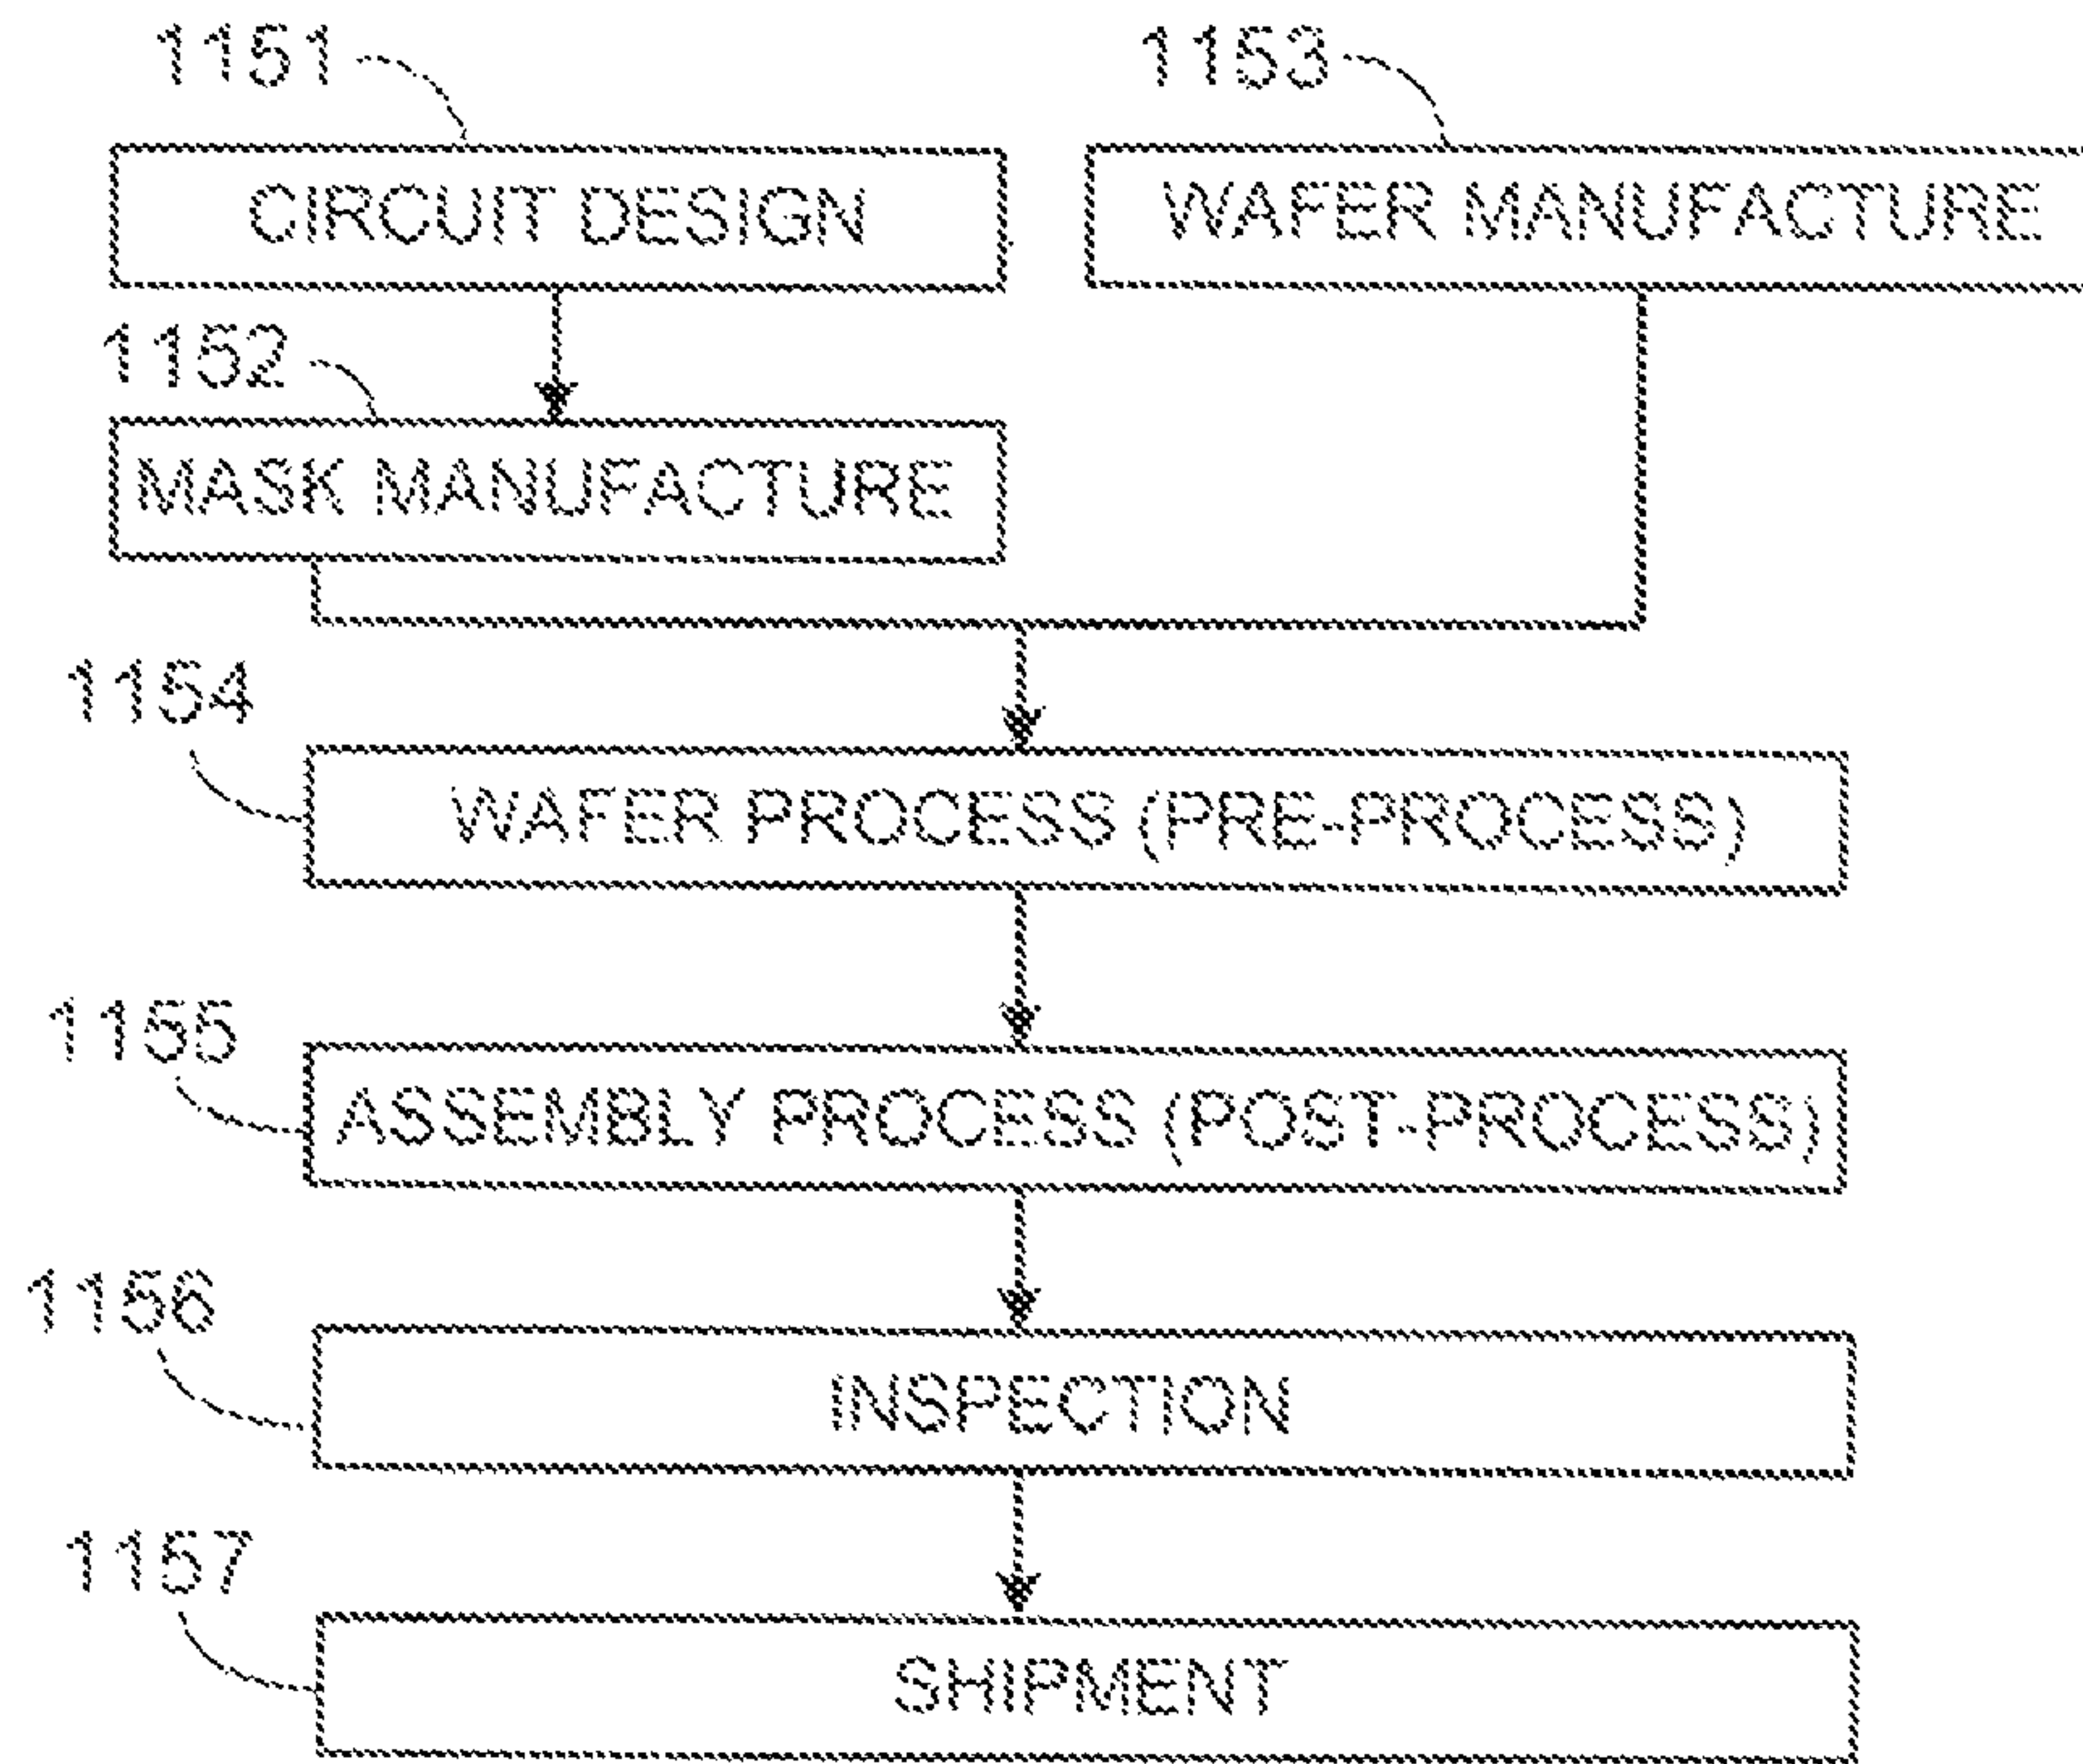 1151
1153
CIRCUIT DESIGN
WAFER MANUFACTURE
1152
MASK MANUFACTURE
1154
WAFER PROCESS (PRE-PROCESS)
1155
ASSEMBLY PROCESS (POST-PROCESS)
1156
INSPECTION
1157
SHIPMENT